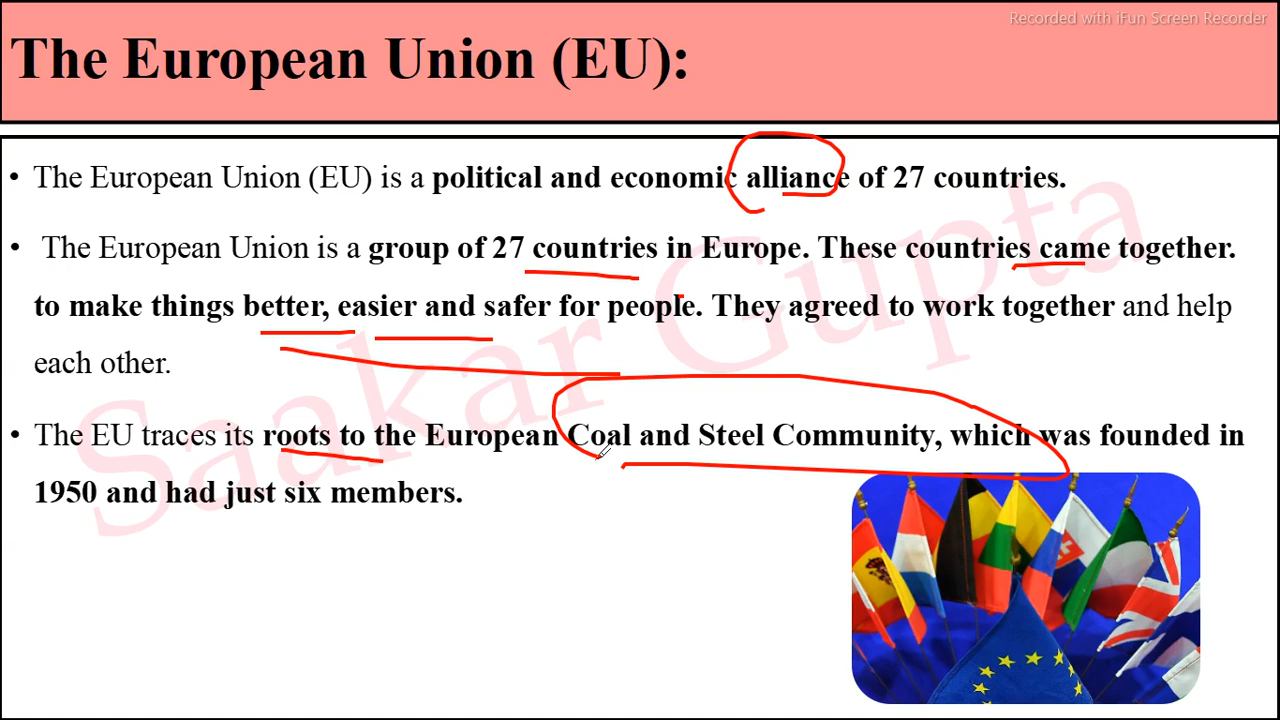 Recorded with iFun Screen Recorder
The European Union (EU):
• The European Union (EU) is a political and economic alliance of 27 countries.
• The European Union is a group of 27 countries in Europe. These countries came together.
to make things better, easier and safer for people. They agreed to work together and help
each other.
• The EU traces its roots to the European Coal and Steel Community, which was founded in
1950 and had just six members.
Saakar Gupta